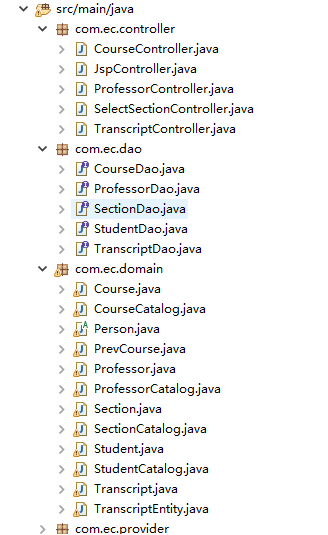 src/main/java
com.ec.controller
CourseController.java
JspController.java
ProfessorController.java
SelectSectionController.java
TranscriptController.java
com.ec.dao
CourseDao.java
ProfessorDao.java
SectionDao.java
StudentDao.java
TranscriptDao.java
com.ec.domain
Course.java
CourseCatalog.java
Person.java
PrevCourse.java
Professor.java
ProfessorCatalog.java
Section.java
SectionCatalog.java
Student.java
StudentCatalog.java
Transcript.java
TranscriptEntity.java
com.ec.provider